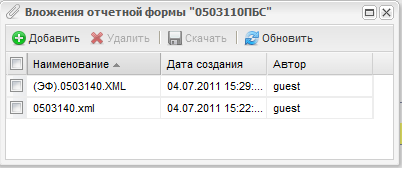 Вложения отчетной формы "0503110ПБС"
Добавить Удалить Скачать Обновить
Наименование Дата создания Автор
(ЭФ).0503140.XML 04.07.2011 15:29:... guest
0503140.xml 04.07.2011 15:22:... guest